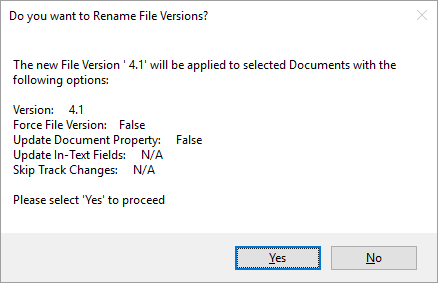 Do you want to Rename File Versions?
The new File Version ' 4.1' will be applied to selected Documents with the
following options:
Version: 4.1
Force File Version: False
Update Document Property: False
Update In-Text Fields: N/A
Skip Track Changes: N/A
Please select 'Yes' to proceed
Yes No